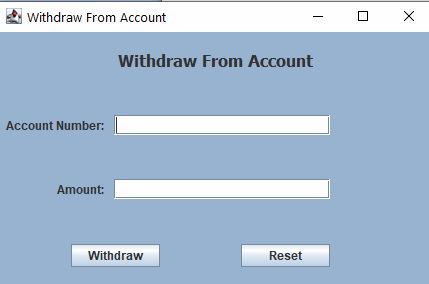 Withdraw From Account
Withdraw From Account
Account Number:
Amount:
Withdraw Reset